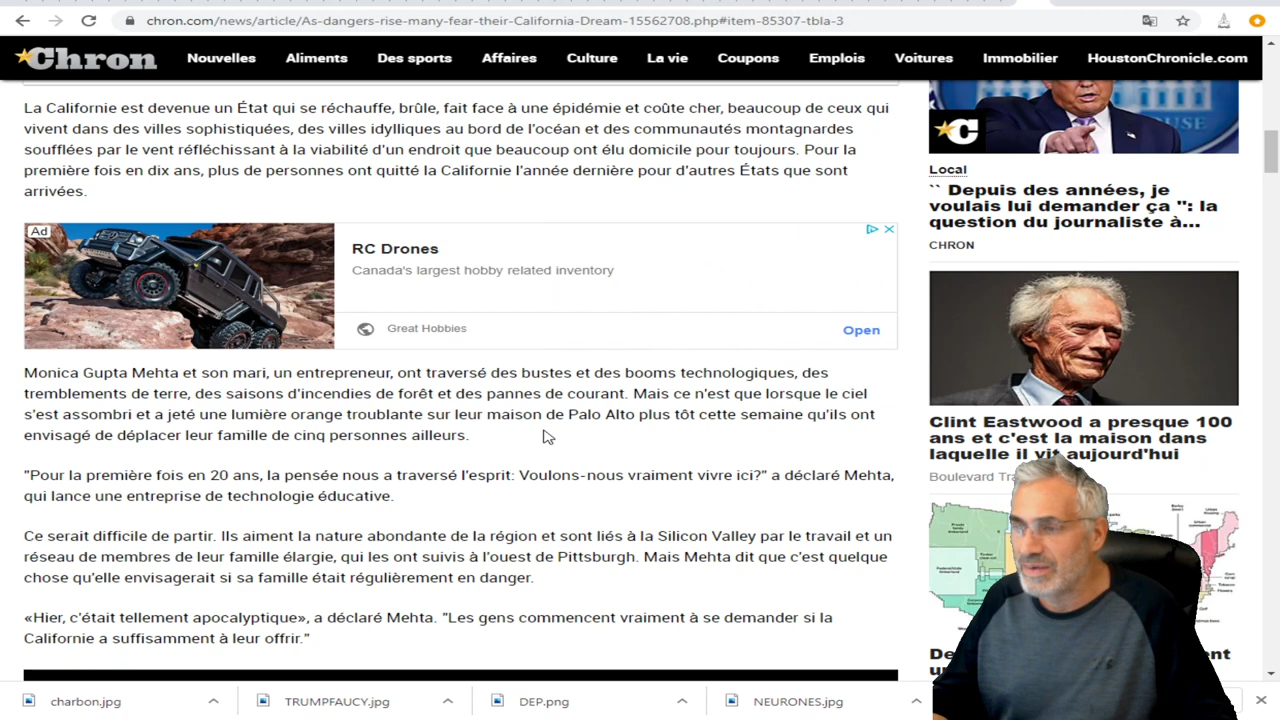 chron.com/news/article/As-dangers-rise-many-fear-their-California-Dream-15562708.php#item-85307-tbla-3
Chron
Nouvelles Aliments Des sports Affaires Culture La vie Coupons Emplois Voitures Immobilier HoustonChronicle.com
La Californie est devenue un État qui se réchauffe, brûle, fait face à une épidémie et coûte cher, beaucoup de ceux qui
vivent dans des villes sophistiquées, des villes idylliques au bord de l'océan et des communautés montagnardes
soufflées par le vent réfléchissant à la viabilité d'un endroit que beaucoup ont élu domicile pour toujours. Pour la
première fois en dix ans, plus de personnes ont quitté la Californie l'année dernière pour d'autres États que sont
arrivées.
Ad
RC Drones
Canada's largest hobby related inventory
Great Hobbies
Open
Monica Gupta Mehta et son mari, un entrepreneur, ont traversé des bustes et des booms technologiques, des
tremblements de terre, des saisons d'incendies de forêt et des pannes de courant. Mais ce n'est que lorsque le ciel
s'est assombri et a jeté une lumière orange troublante sur leur maison de Palo Alto plus tôt cette semaine qu'ils ont
envisagé de déplacer leur famille de cinq personnes ailleurs.
"Pour la première fois en 20 ans, la pensée nous a traversé l'esprit: Voulons-nous vraiment vivre ici?" a déclaré Mehta,
qui lance une entreprise de technologie éducative.
Ce serait difficile de partir. Ils aiment la nature abondante de la région et sont liés à la Silicon Valley par le travail et un
réseau de membres de leur famille élargie, qui les ont suivis à l'ouest de Pittsburgh. Mais Mehta dit que c'est quelque
chose qu'elle envisagerait si sa famille était régulièrement en danger.
«Hier, c'était tellement apocalyptique», a déclaré Mehta. "Les gens commencent vraiment à se demander si la
Californie a suffisamment à leur offrir."
C
Local
`` Depuis des années, je
voulais lui demander ça '': la
question du journaliste à...
CHRON
Clint Eastwood a presque 100
ans et c'est la maison dans
laquelle il vit aujourd'hui
Boulevard
charbon.jpg
TRUMPFAUCY.jpg
DEP.png
NEURONES.jpg